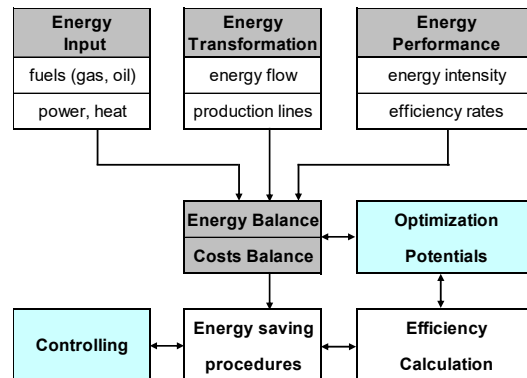 Energy
Input
fuels (gas, oil)
power, heat
Energy
Transformation
energy flow
production lines
Energy
Performance
energy intensity
efficiency rates
Energy Balance
Costs Balance
Optimization
Potentials
Controlling
Energy saving
procedures
Efficiency
Calculation